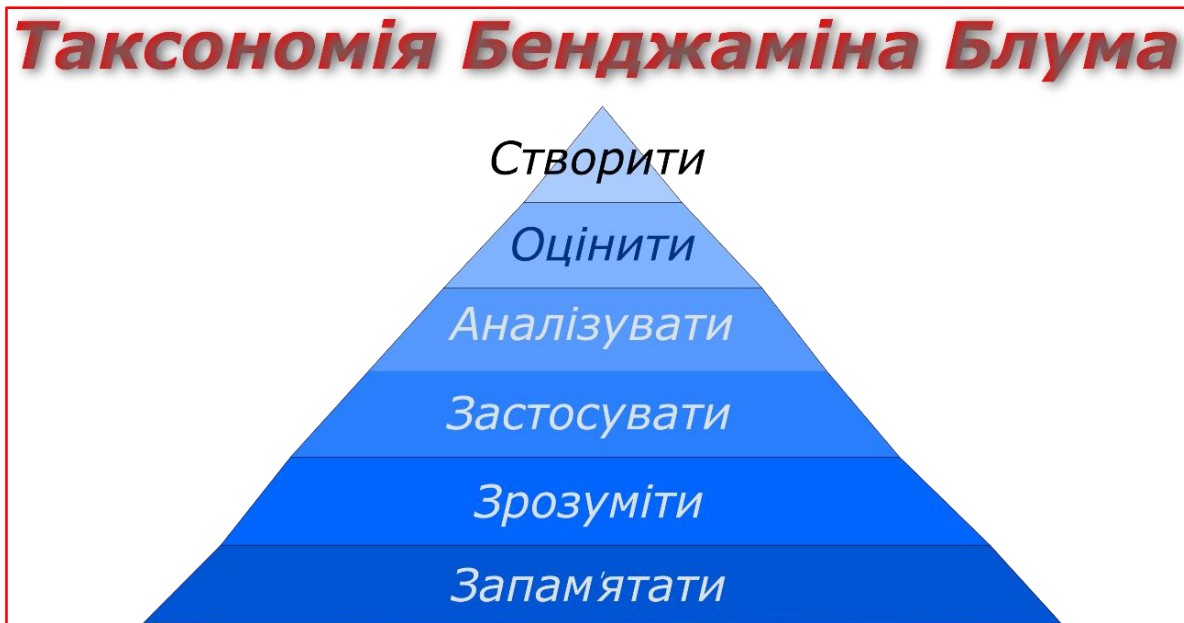 Таксономія Бенджаміна Блума
Створити
Оцінити
Аналізувати
Застосувати
Зрозуміти
Запам'ятати